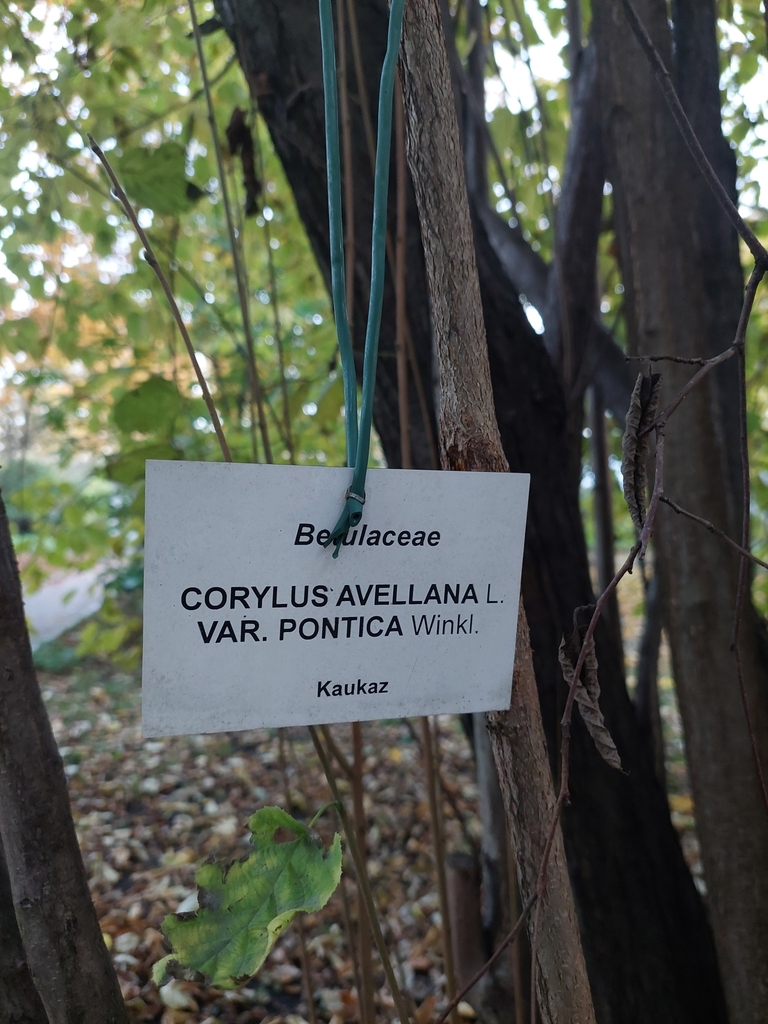 Betulaceae
CORYLUS AVELLANA L.
VAR. PONTICA Winkl.
Kaukaz